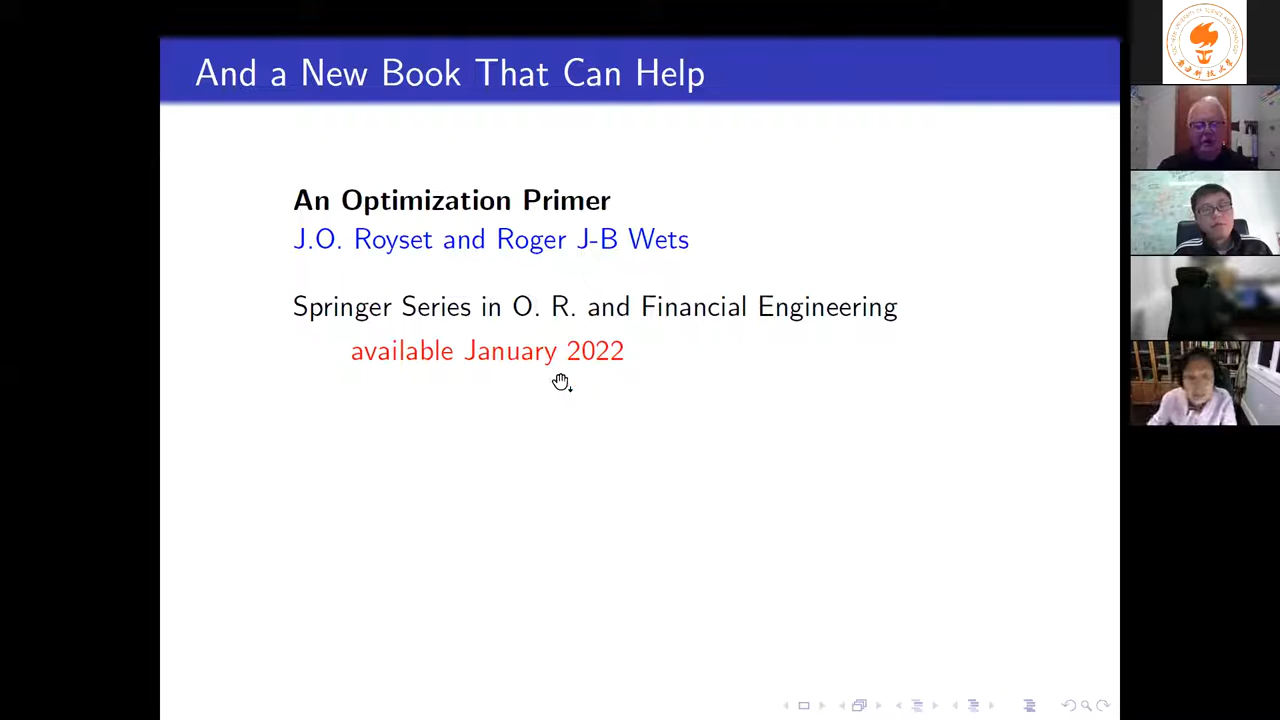 And a New Book That Can Help
An Optimization Primer
J.O. Royset and Roger J-B Wets
Springer Series in O. R. and Financial Engineering
available January 2022